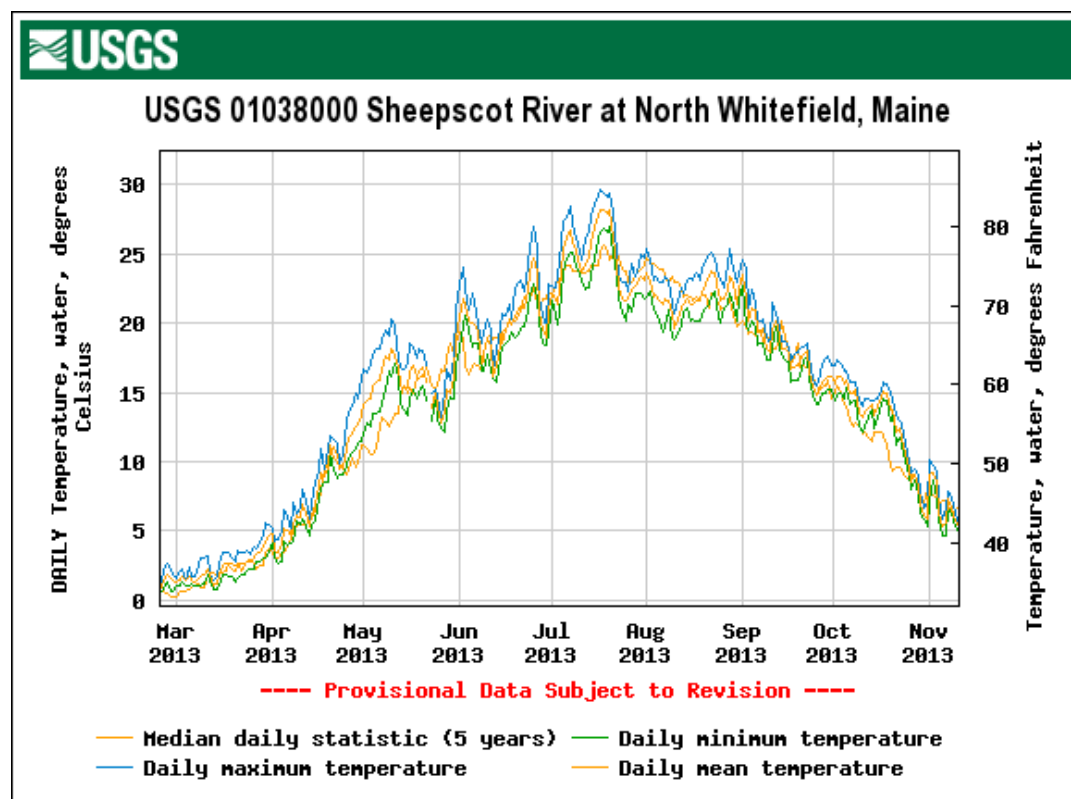 USGS
USGS 01038000 Sheepscot River at North Whitefield, Maine
DAILY Temperature, water, degrees
Celsius
Temperature, water, degrees Fahrenheit
30
25
20
15
10
5
0
80
70
60
50
40
Mar Apr May Jun Jul Aug Sep Oct Nov
2013 2013 2013 2013 2013 2013 2013 2013 2013
---- Provisional Data Subject to Revision ----
Median daily statistic (5 years) Daily minimum temperature
Daily maximum temperature Daily mean temperature